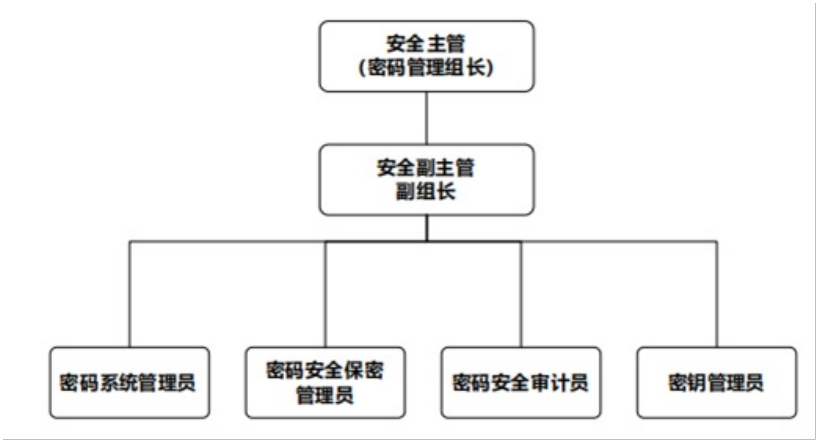 安全主管
(密码管理组长)
安全副主管
副组长
密码系统管理员
密码安全保密
管理员
密码安全审计员
密钥管理员